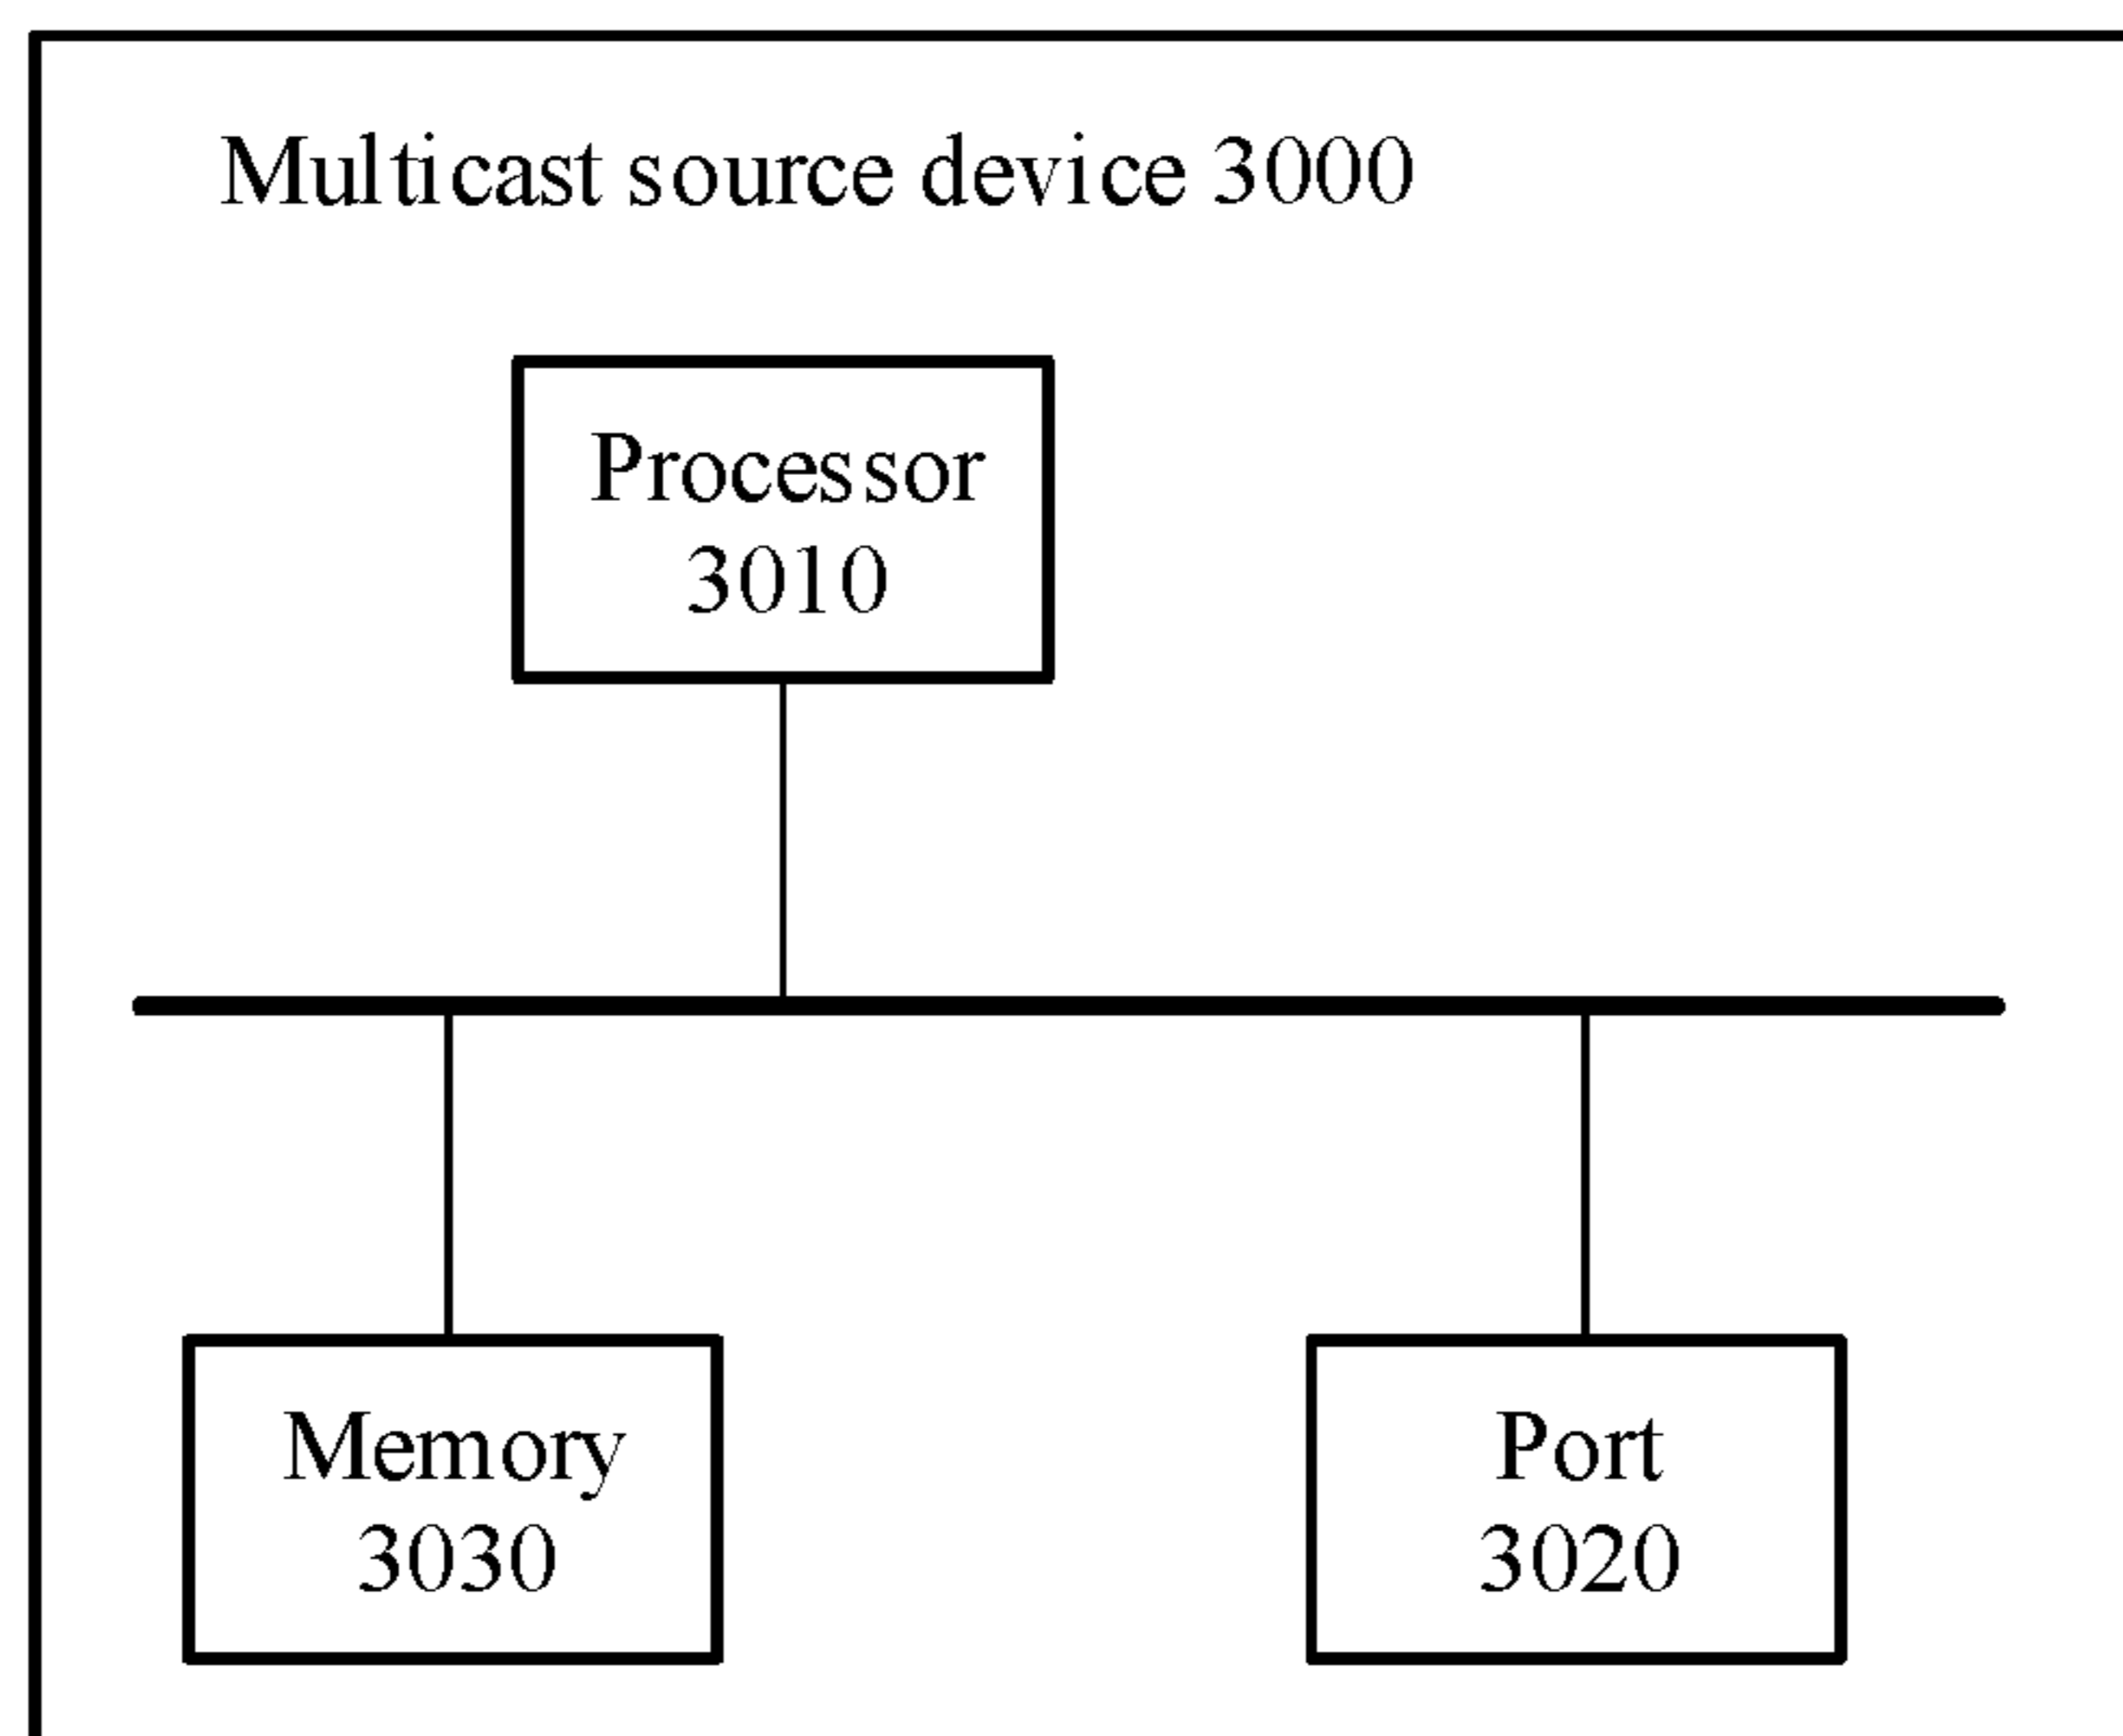 Multicast source device 3000
Processor
3010
Memory
3030
Port
3020